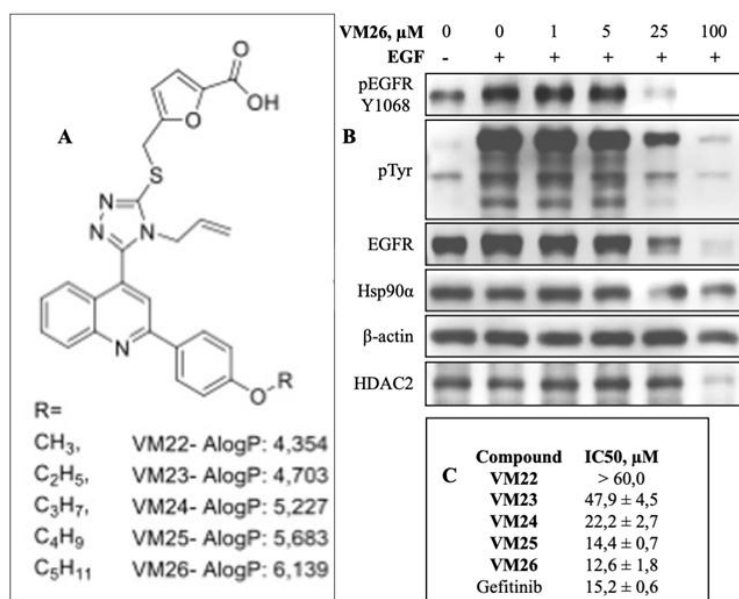 A
O
OH
O
S
N
N
N
N
O
R
R=
CH3, VM22- AlogP: 4,354
C2H5, VM23- AlogP: 4,703
C3H7, VM24- AlogP: 5,227
C4H9 VM25- AlogP: 5,683
C5H11 VM26- AlogP: 6,139
VM26, μM 0 0 1 5 25 100
EGF - + + + + +
pEGFR
Y1068
B
pTyr
EGFR
Hsp90α
β-actin
HDAC2
C
Compound IC50, μM
VM22 > 60,0
VM23 47,9 ± 4,5
VM24 22,2 ± 2,7
VM25 14,4 ± 0,7
VM26 12,6 ± 1,8
Gefitinib 15,2 ± 0,6